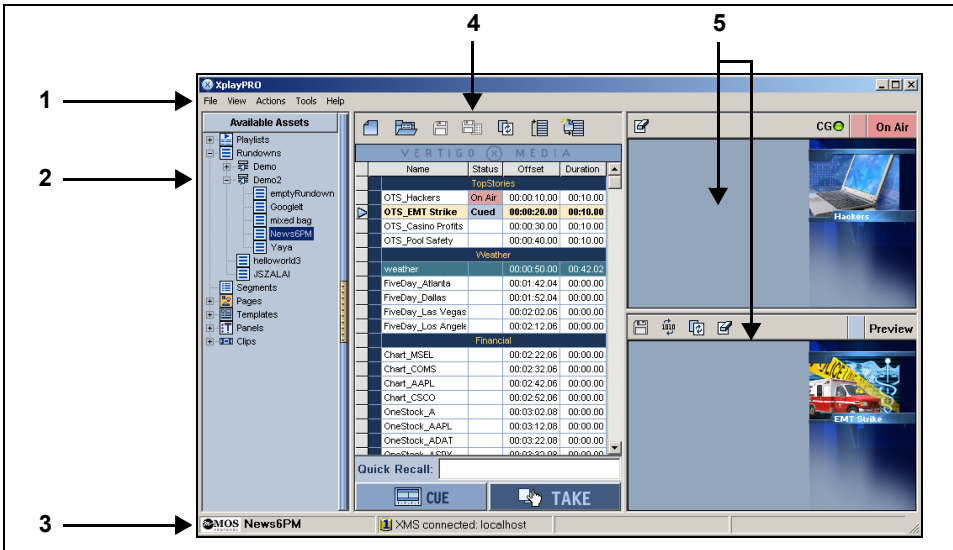 4
5
XplayPRO
1
File View Actions Tools Help
Available Assets
Playlists
Rundowns
2
Demo
Demo2
emptyRundown
GoogleIt
mixed bag
News6PM
Yaya
helloworld3
JSZALAI
Segments
Pages
Templates
Panels
Clips
VERTIGO X MEDIA
Name Status Offset Duration
TopStories
OTS_Hackers On Air 00:00:10.00 00:10.00
OTS_EMT Strike Cued 00:00:20.00 00:10.00
OTS_Casino Profits 00:00:30.00 00:10.00
OTS_Pool Safety 00:00:40.00 00:10.00
Weather
weather 00:00:50.00 00:42.02
FiveDay_Atlanta 00:01:42.04 00:10.00
FiveDay_Dallas 00:01:52.04 00:10.00
FiveDay_Las Vegas 00:02:02.06 00:10.00
FiveDay_Los Angele 00:02:12.06 00:10.00
Financial
Chart_MSEL 00:02:22.06 00:00.00
Chart_COMS 00:02:32.06 00:00.00
Chart_AAPL 00:02:42.06 00:00.00
Chart_CSCO 00:02:52.06 00:00.00
OneStock_A 00:03:02.08 00:00.00
OneStock_AAPL 00:03:12.08 00:00.00
OneStock_ADAT 00:03:22.08 00:00.00
Quick Recall:
CUE TAKE
CG On Air
Hackers
1010
Preview
POLICE LINE
EMT Strike
3
MOS
PROTOCOL
News6PM
XMS connected: localhost